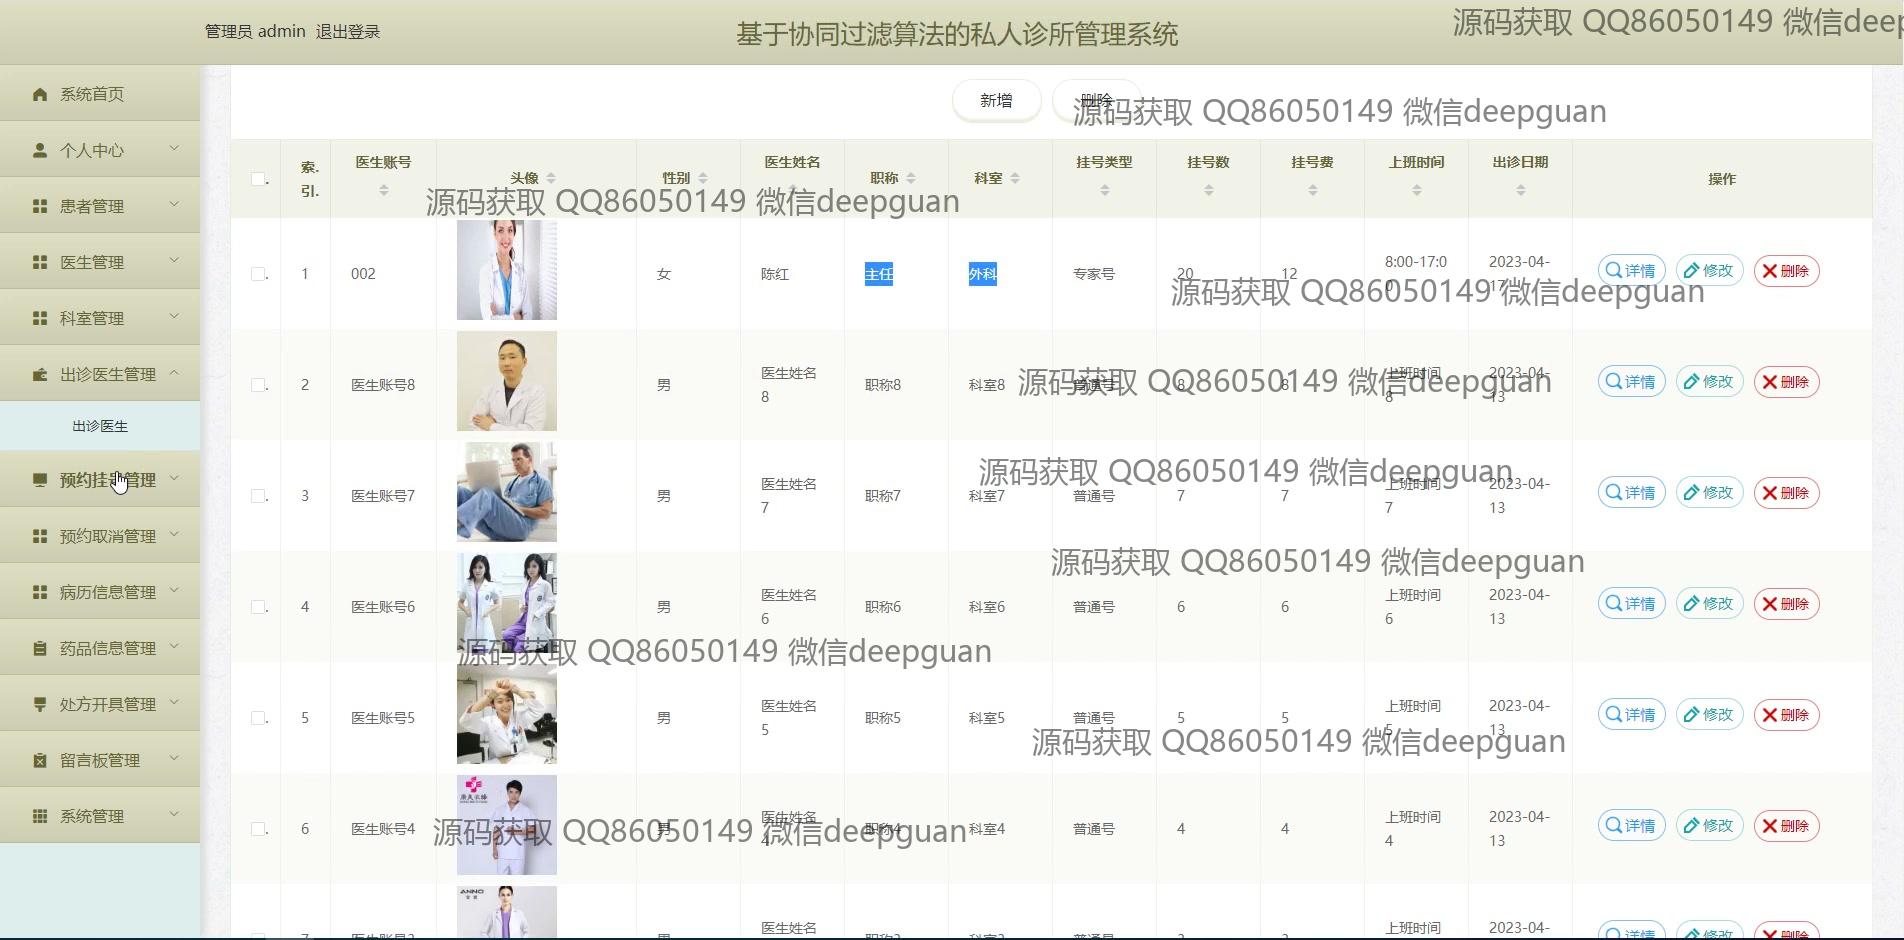 管理员 admin 退出登录
基于协同过滤算法的私人诊所管理系统
源码获取 QQ86050149 微信deep
系统首页
个人中心
患者管理
医生管理
科室管理
出诊医生管理
出诊医生
预约挂号管理
预约取消管理
病历信息管理
药品信息管理
处方开具管理
留言板管理
系统管理
新增 删除
源码获取 QQ86050149 微信deepguan
索. 引. 医生账号 头像 性别 医生姓名 职称 科室 挂号类型 挂号数 挂号费 上班时间 出诊日期 操作
源码获取 QQ86050149 微信deepguan
1 002 女 陈红 主任 外科 专家号 20 12 8:00-17:00 2023-04-17 详情 修改 删除
源码获取 QQ86050149 微信deepguan
2 医生账号8 男 医生姓名8 职称8 科室8 普通号 8 8 上班时间8 2023-04-13 详情 修改 删除
源码获取 QQ86050149 微信deepguan
3 医生账号7 男 医生姓名7 职称7 科室7 普通号 7 7 上班时间7 2023-04-13 详情 修改 删除
源码获取 QQ86050149 微信deepguan
4 医生账号6 男 医生姓名6 职称6 科室6 普通号 6 6 上班时间6 2023-04-13 详情 修改 删除
源码获取 QQ86050149 微信deepguan
源码获取 QQ86050149 微信deepguan
5 医生账号5 男 医生姓名5 职称5 科室5 普通号 5 5 上班时间5 2023-04-13 详情 修改 删除
源码获取 QQ86050149 微信deepguan
6 医生账号4 男 医生姓名4 职称4 科室4 普通号 4 4 上班时间4 2023-04-13 详情 修改 删除
源码获取 QQ86050149 微信deepguan
ANNO
医生姓名 上班时间 2023-04- 详情 修改 删除